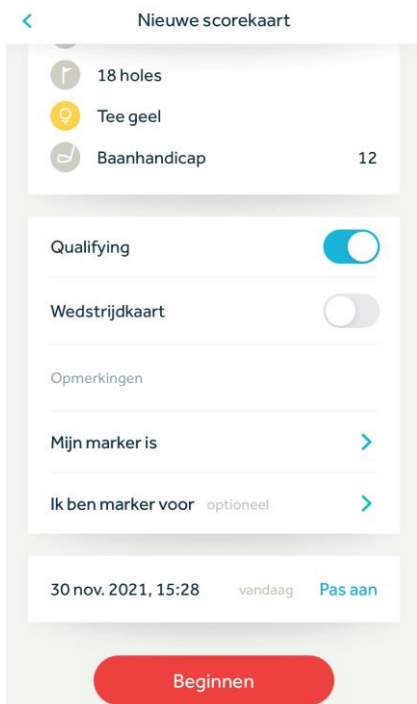 Nieuwe scorekaart
18 holes
Tee geel
Baanhandicap 12
Qualifying
Wedstrijdkaart
Opmerkingen
Mijn marker is
Ik ben marker voor optioneel
30 nov. 2021, 15:28 vandaag Pas aan
Beginnen